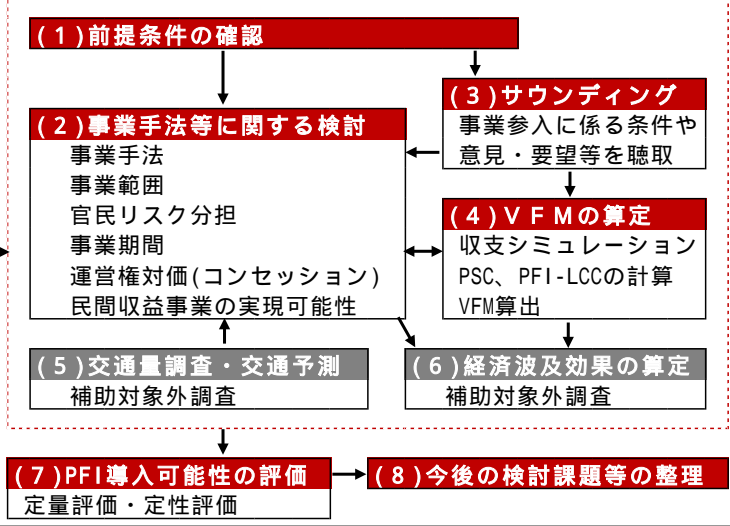 (1)前提条件の確認
(3)サウンディング
事業参入に係る条件や
意見・要望等を聴取
(2)事業手法等に関する検討
事業手法
事業範囲
官民リスク分担
事業期間
運営権対価(コンセッション)
民間収益事業の実現可能性
(4)VFMの算定
収支シミュレーション
PSC、PFI-LCCの計算
VFM算出
(5)交通量調査・交通予測
補助対象外調査
(6)経済波及効果の算定
補助対象外調査
(7)PFI導入可能性の評価
定量評価・定性評価
(8)今後の検討課題等の整理